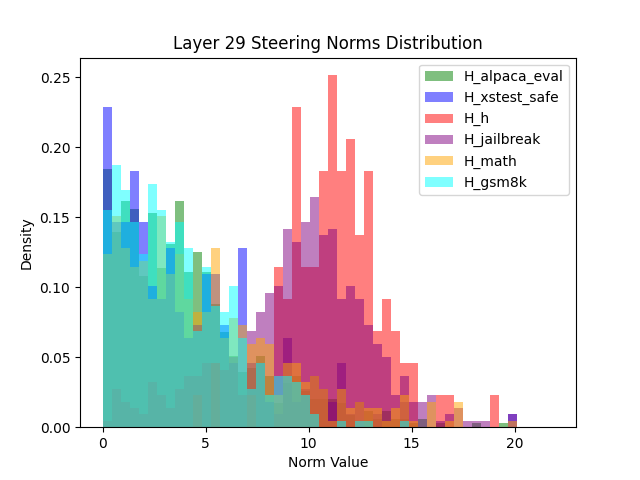 Layer 29 Steering Norms Distribution
H_alpaca_eval
H_xstest_safe
H_h
H_jailbreak
H_math
H_gsm8k
0.25
0.20
0.15
0.10
0.05
0.00
Density
0 5 10 15 20
Norm Value